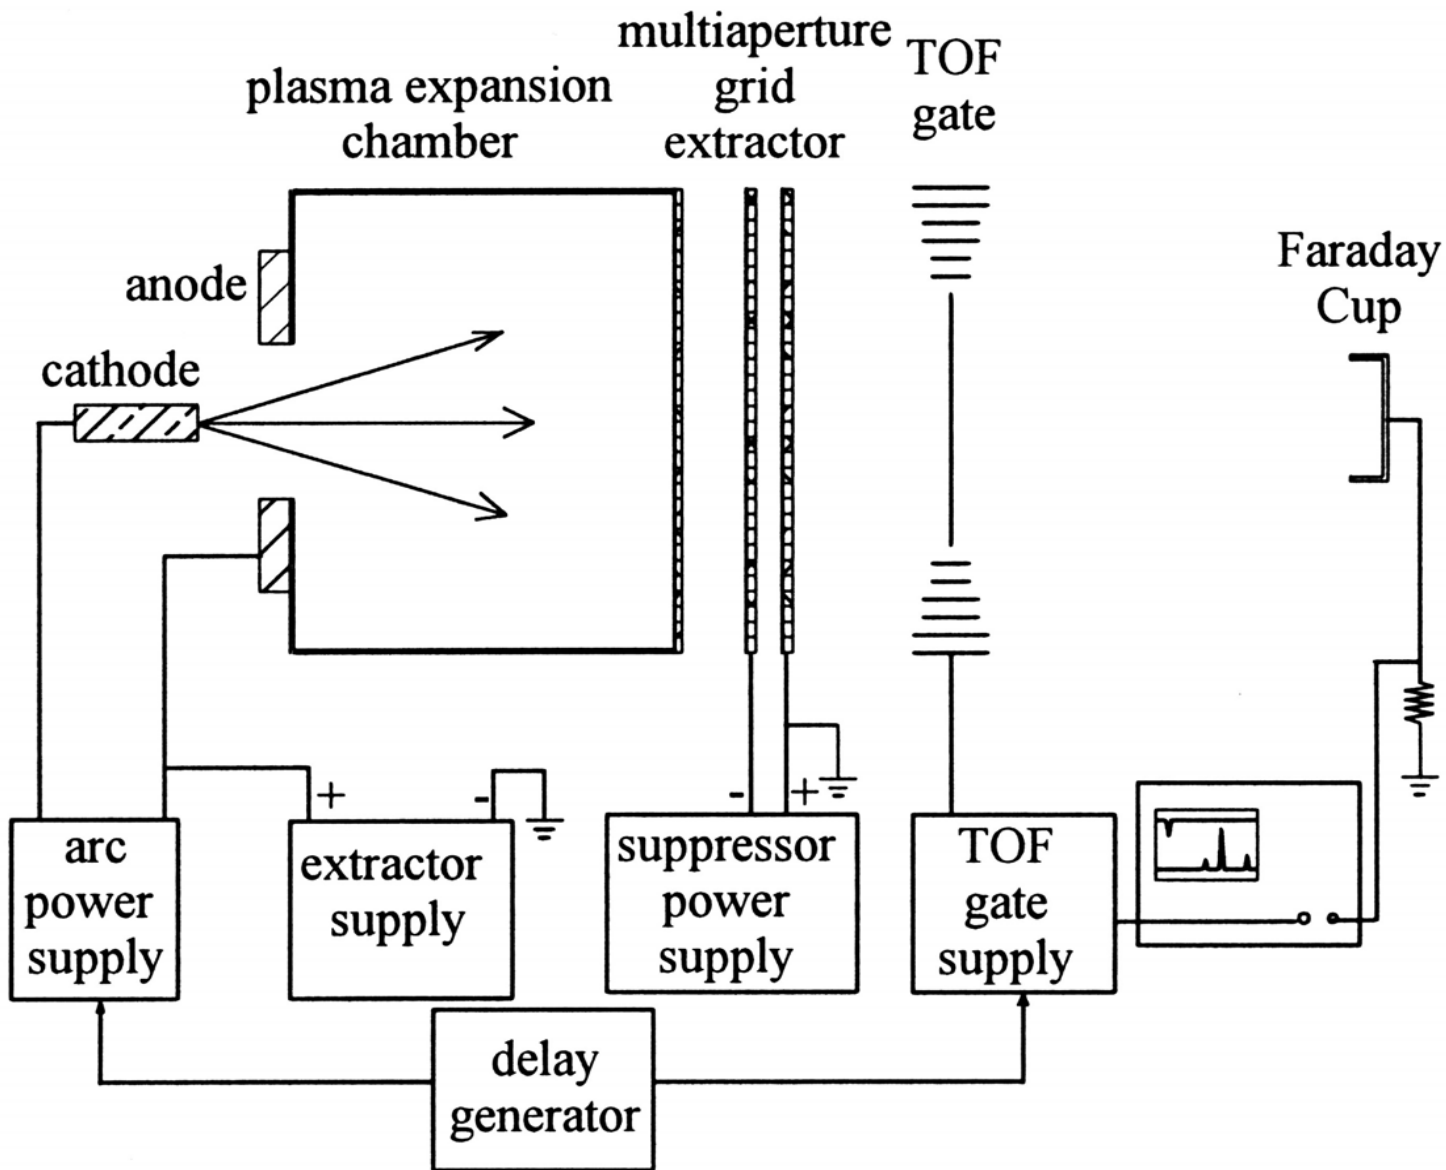 multiaperture
grid
extractor
TOF
gate
plasma expansion
chamber
Faraday
Cup
anode
cathode
+
-
-
+
arc
power
supply
extractor
supply
suppressor
power
supply
TOF
gate
supply
delay
generator